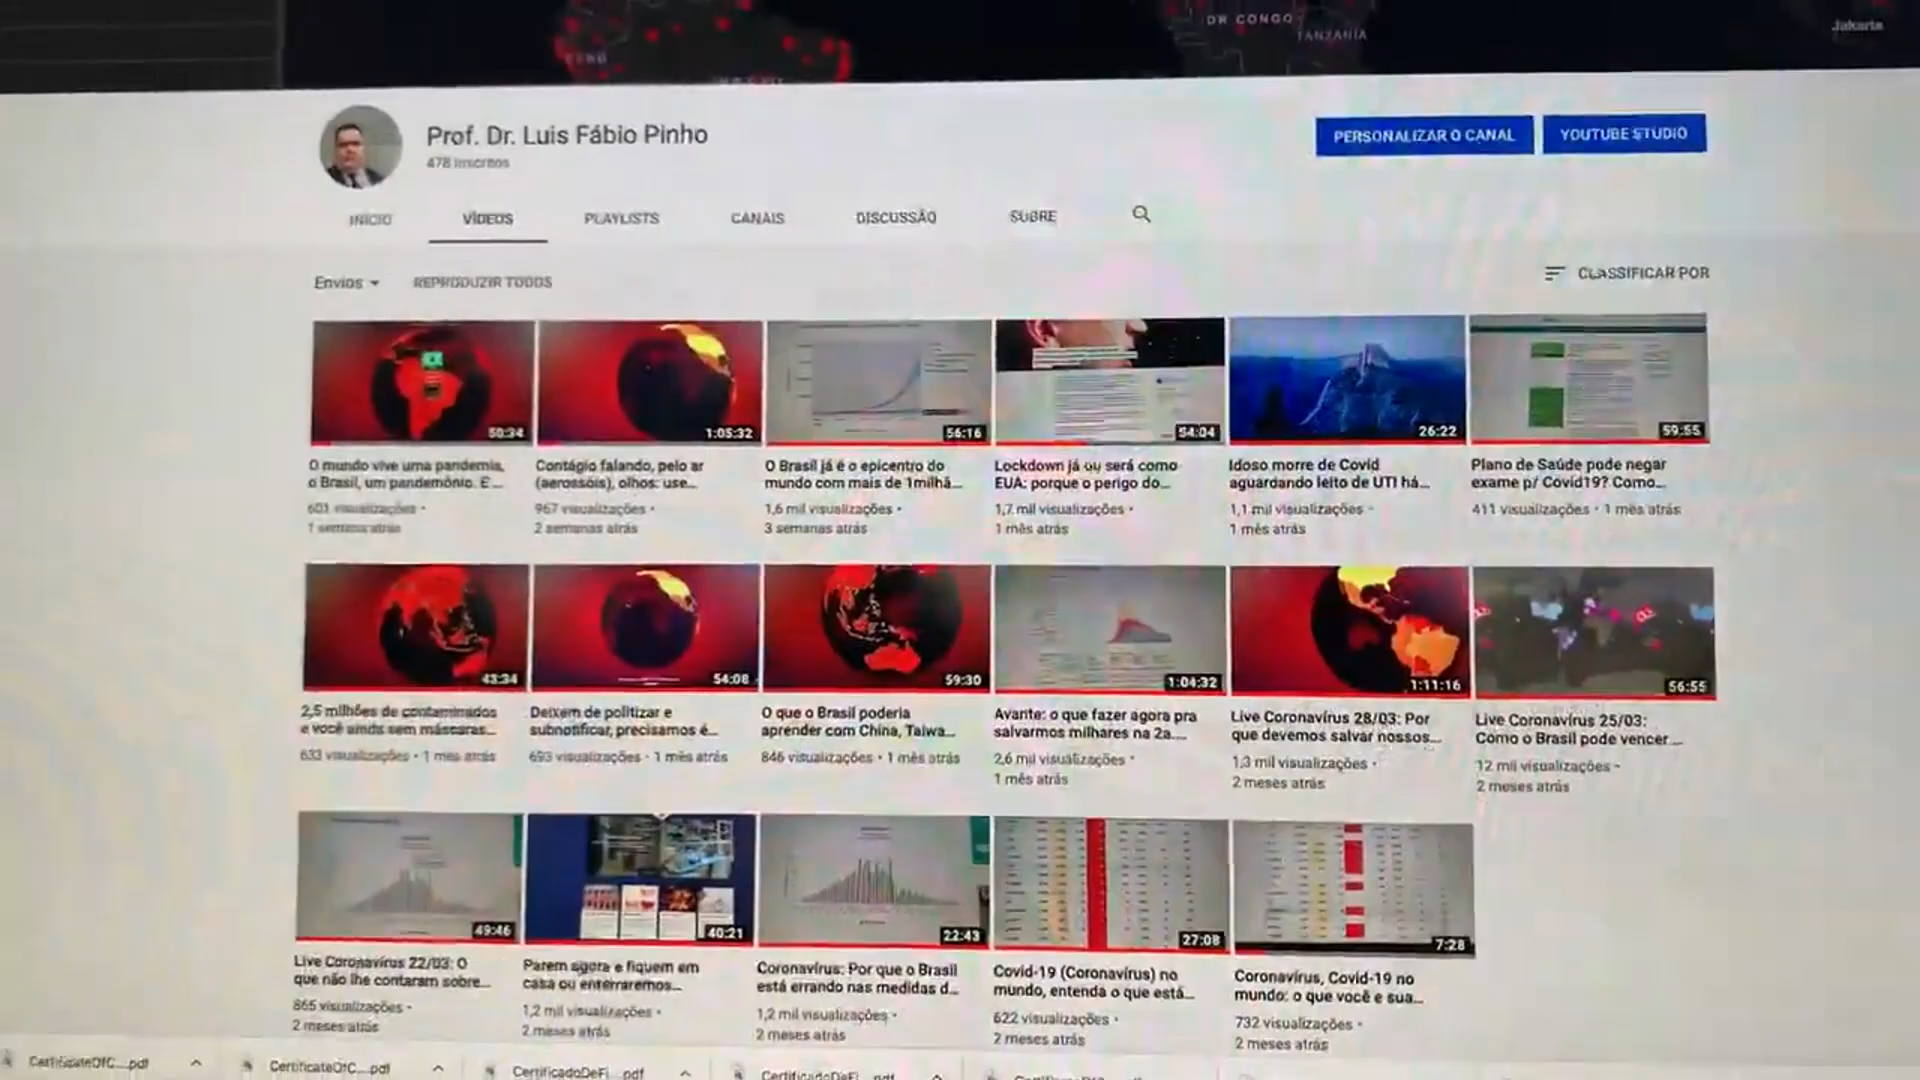 DR CONGO
TANZANIA
Jakarta
Prof. Dr. Luis Fábio Pinho
478 inscritos
PERSONALIZAR O CANAL
YOUTUBE STUDIO
INÍCIO
VÍDEOS
PLAYLISTS
CANAIS
DISCUSSÃO
SOBRE
Envios
REPRODUZIR TODOS
CLASSIFICAR POR
50:34
1:05:32
56:16
54:04
26:22
59:55
O mundo vive uma pandemia,
o Brasil, um pandemônio. E ...
601 visualizações •
1 semana atrás
Contágio falando, pelo ar
(aerossóis), olhos: use...
967 visualizações •
2 semanas atrás
O Brasil já é o epicentro do
mundo com mais de 1milhã...
1,6 mil visualizações •
3 semanas atrás
Lockdown já ou será como
EUA: porque o perigo do...
1,7 mil visualizações •
1 mês atrás
Idoso morre de Covid
aguardando leito de UTI há...
1,1 mil visualizações •
1 mês atrás
Plano de Saúde pode negar
exame p/ Covid19? Como...
411 visualizações • 1 mês atrás
43:34
54:08
59:30
1:04:32
1:11:16
56:55
2,5 milhões de contaminados
e você ainda sem máscaras...
633 visualizações • 1 mês atrás
Deixem de politizar e
subnotificar, precisamos é...
693 visualizações • 1 mês atrás
O que o Brasil poderia
aprender com China, Taiwa...
846 visualizações • 1 mês atrás
Avante: o que fazer agora pra
salvarmos milhares na 2a....
2,6 mil visualizações •
1 mês atrás
Live Coronavírus 28/03: Por
que devemos salvar nossos...
1,3 mil visualizações •
2 meses atrás
Live Coronavírus 25/03:
Como o Brasil pode vencer ...
12 mil visualizações •
2 meses atrás
49:46
40:21
22:43
27:08
7:28
Live Coronavírus 22/03: O
que não lhe contaram sobre...
865 visualizações •
2 meses atrás
Parem agora e fiquem em
casa ou enterraremos...
1,2 mil visualizações •
2 meses atrás
Coronavírus: Por que o Brasil
está errando nas medidas d...
1,2 mil visualizações •
2 meses atrás
Covid-19 (Coronavírus) no
mundo, entenda o que está...
622 visualizações •
2 meses atrás
Coronavírus, Covid-19 no
mundo: o que você e sua...
732 visualizações •
2 meses atrás
CertificateOfC....pdf
CertificateOfC....pdf
CertificadoDeFi....pdf
CertificadoDeFi....pdf